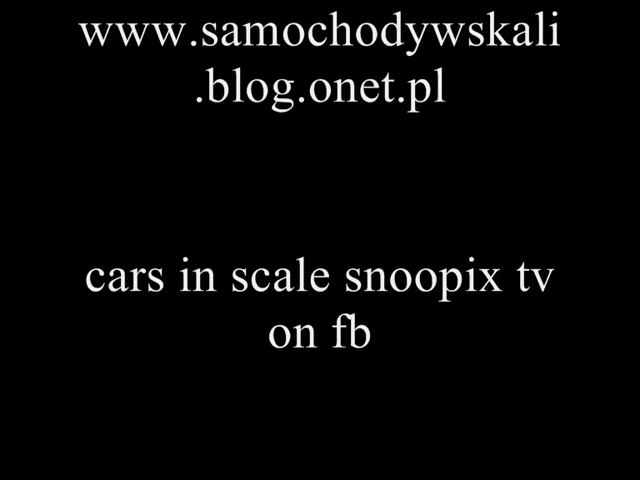 www.samochodywskali
.blog.onet.pl
cars in scale snoopix tv
on fb